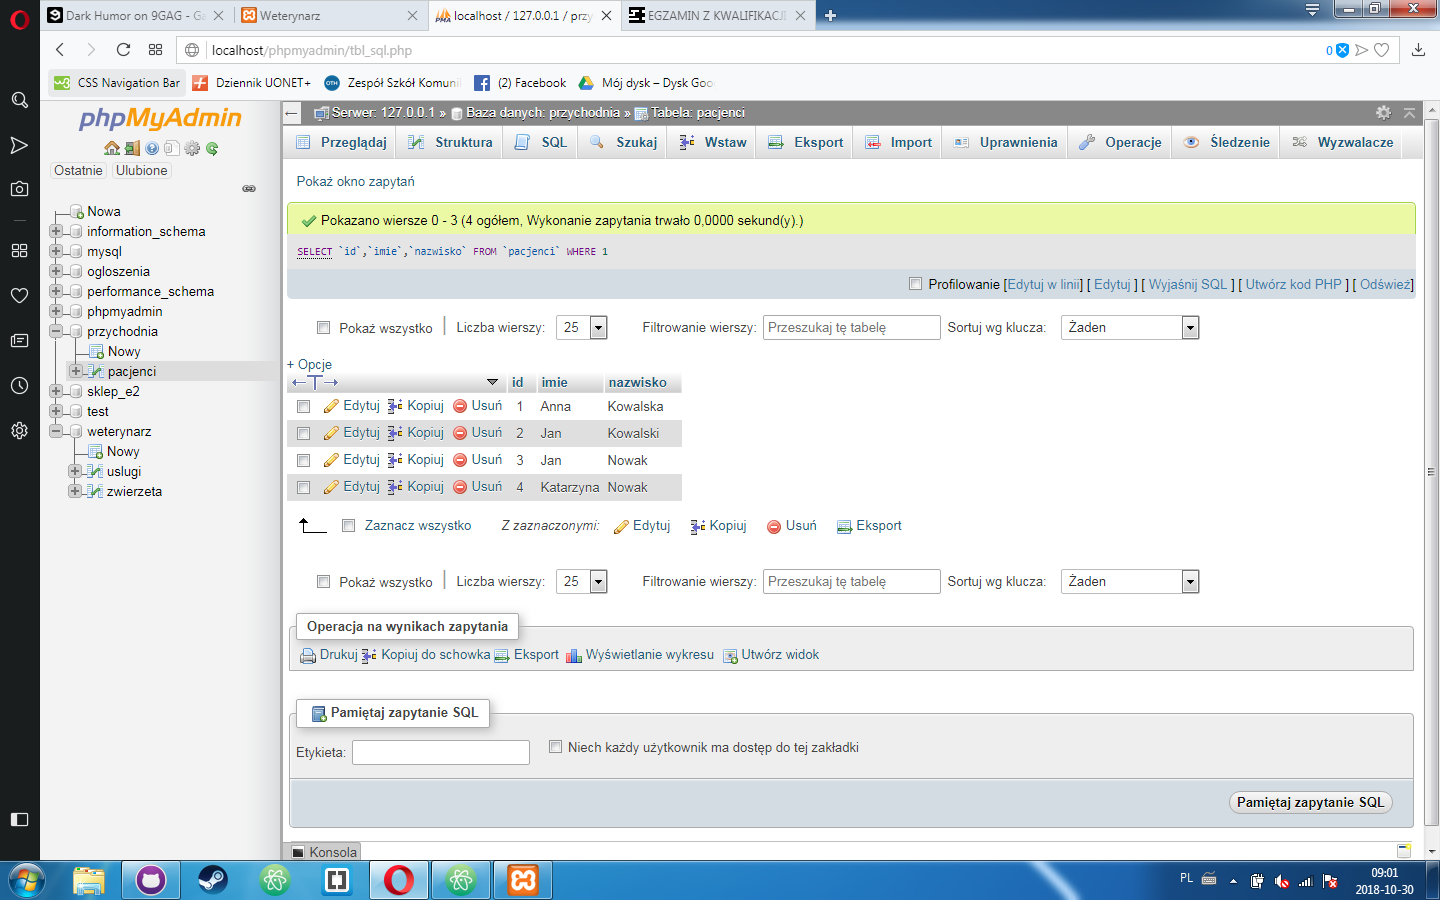 Dark Humor on 9GAG - Ga
Weterynarz
localhost / 127.0.0.1 / przy
EGZAMIN Z KWALIFIKACJI
localhost/phpmyadmin/tbl_sql.php
0
CSS Navigation Bar
Dziennik UONET+
Zespół Szkół Komuni
(2) Facebook
Mój dysk – Dysk Goo
phpMyAdmin
Ostatnie
Ulubione
Nowa
information_schema
mysql
ogloszenia
performance_schema
phpmyadmin
przychodnia
Nowy
pacjenci
sklep_e2
test
weterynarz
Nowy
uslugi
zwierzeta
Serwer: 127.0.0.1 » Baza danych: przychodnia » Tabela: pacjenci
Przeglądaj Struktura SQL Szukaj Wstaw Eksport Import Uprawnienia Operacje Śledzenie Wyzwalacze
Pokaż okno zapytań
Pokazano wiersze 0 - 3 (4 ogółem, Wykonanie zapytania trwało 0,0000 sekund(y).)
SELECT `id`,`imie`,`nazwisko` FROM `pacjenci` WHERE 1
Profilowanie [Edytuj w linii] [ Edytuj ] [ Wyjaśnij SQL ] [ Utwórz kod PHP ] [ Odśwież]
Pokaż wszystko Liczba wierszy: 25 Filtrowanie wierszy: Przeszukaj tę tabelę Sortuj wg klucza: Żaden
+ Opcje
id imie nazwisko
Edytuj Kopiuj Usuń 1 Anna Kowalska
Edytuj Kopiuj Usuń 2 Jan Kowalski
Edytuj Kopiuj Usuń 3 Jan Nowak
Edytuj Kopiuj Usuń 4 Katarzyna Nowak
Zaznacz wszystko Z zaznaczonymi: Edytuj Kopiuj Usuń Eksport
Pokaż wszystko Liczba wierszy: 25 Filtrowanie wierszy: Przeszukaj tę tabelę Sortuj wg klucza: Żaden
Operacja na wynikach zapytania
Drukuj Kopiuj do schowka Eksport Wyświetlanie wykresu Utwórz widok
Pamiętaj zapytanie SQL
Etykieta: Niech każdy użytkownik ma dostęp do tej zakładki
Pamiętaj zapytanie SQL
Konsola
PL
09:01
2018-10-30